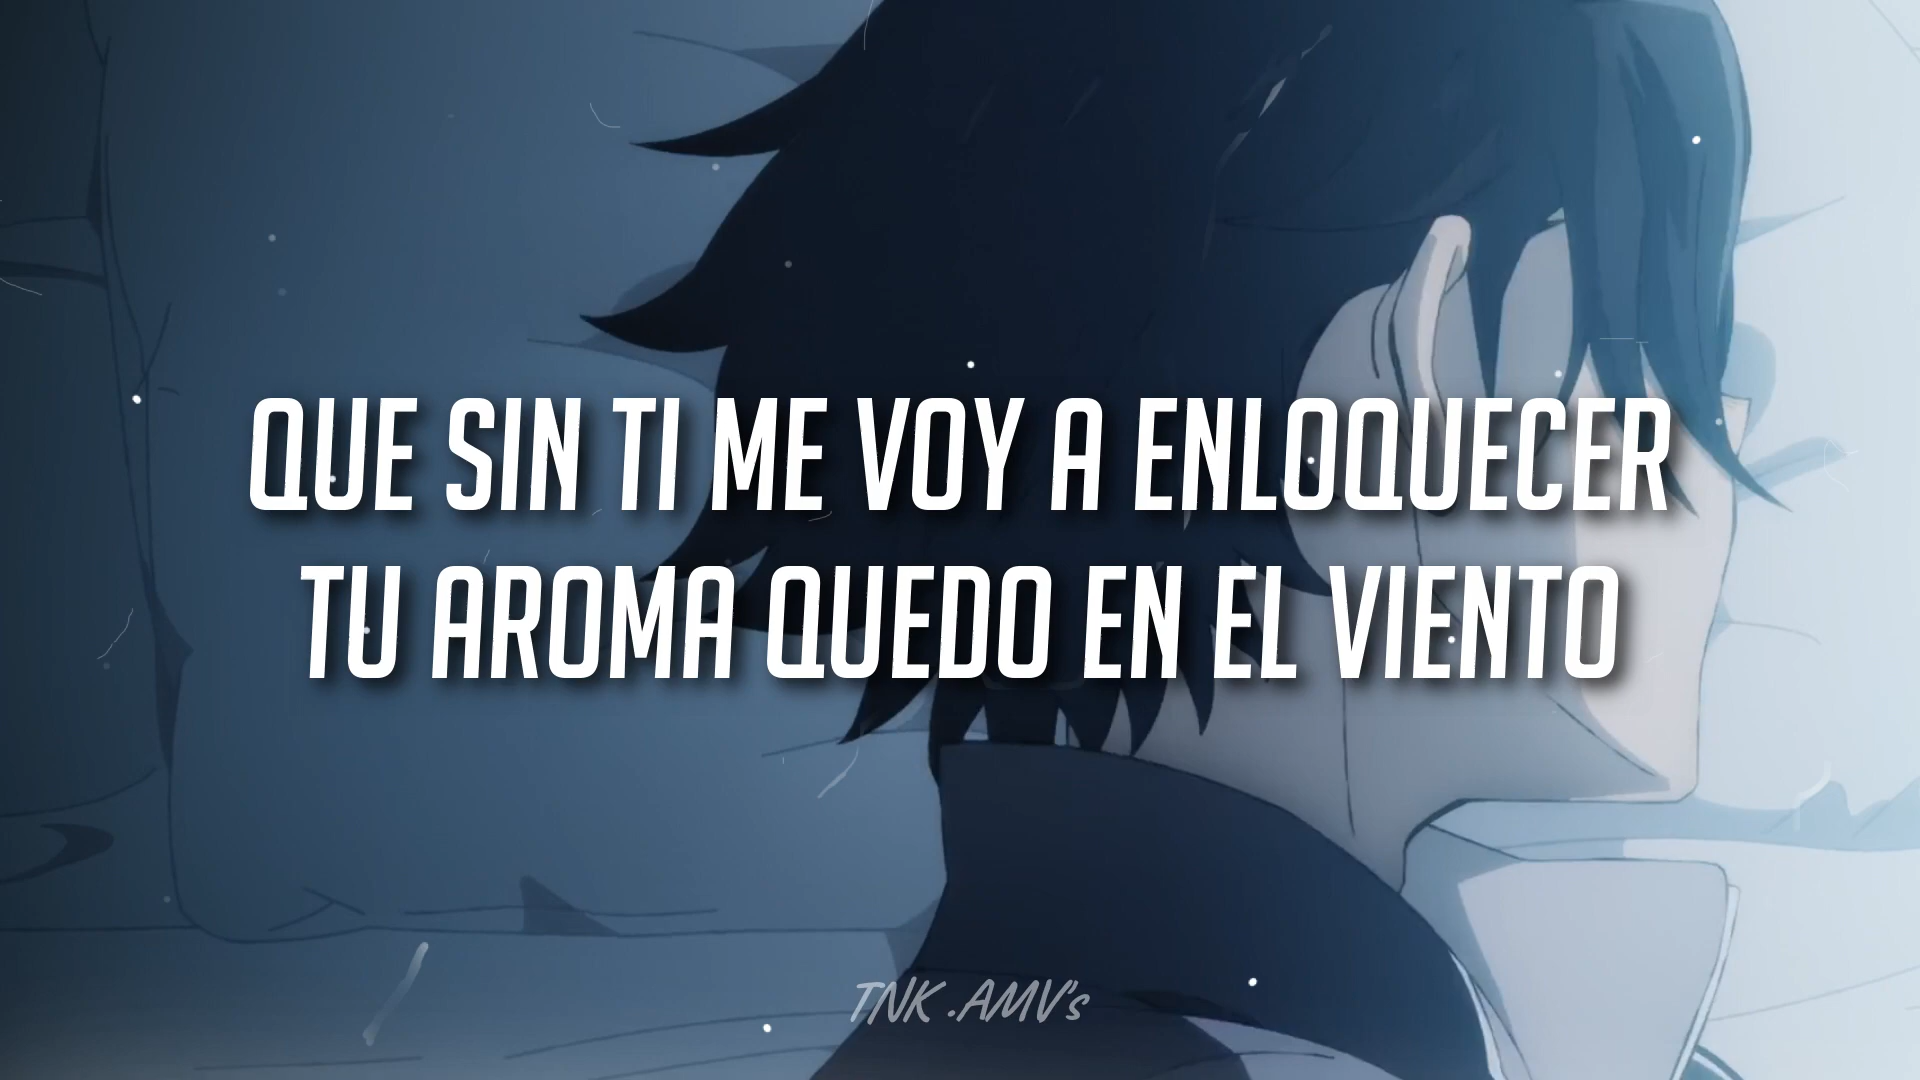 QUE SIN TI ME VOY A ENLOQUECER
TU AROMA QUEDO EN EL VIENTO
TNK .AMV's